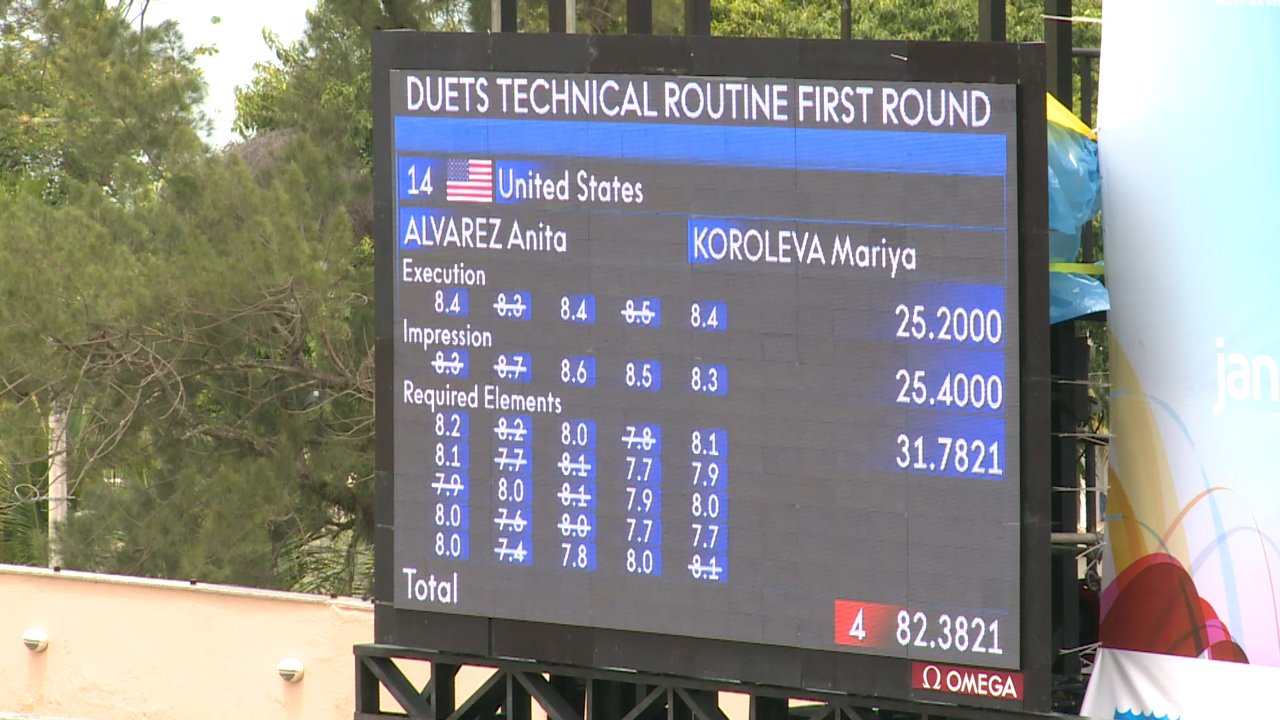 DUETS TECHNICAL ROUTINE FIRST ROUND
14 United States
ALVAREZ Anita KOROLEVA Mariya
Execution
8.4 8.3 8.4 8.5 8.4 25.2000
Impression
8.3 8.7 8.6 8.5 8.3 25.4000
Required Elements
8.2 8.2 8.0 7.8 8.1 31.7821
8.1 7.7 8.1 7.7 7.9
7.9 8.0 8.1 7.9 8.0
8.0 7.6 8.0 7.7 7.7
8.0 7.4 7.8 8.0 8.1
Total
4 82.3821
Ω OMEGA
jan